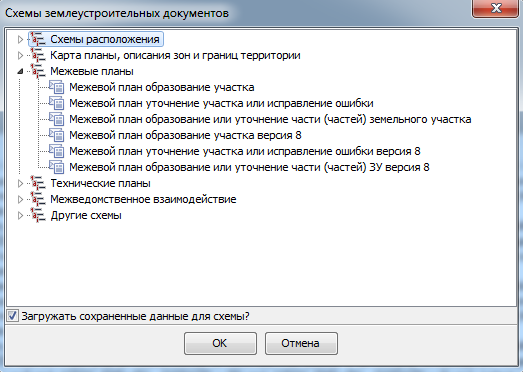 Схемы землеустроительных документов
Схемы расположения
Карта планы, описания зон и границ территории
Межевые планы
Межевой план образование участка
Межевой план уточнение участка или исправление ошибки
Межевой план образование или уточнение части (частей) земельного участка
Межевой план образование участка версия 8
Межевой план уточнение участка или исправление ошибки версия 8
Межевой план образование или уточнение части (частей) ЗУ версия 8
Технические планы
Межведомственное взаимодействие
Другие схемы
Загружать сохраненные данные для схемы?
OK
Отмена